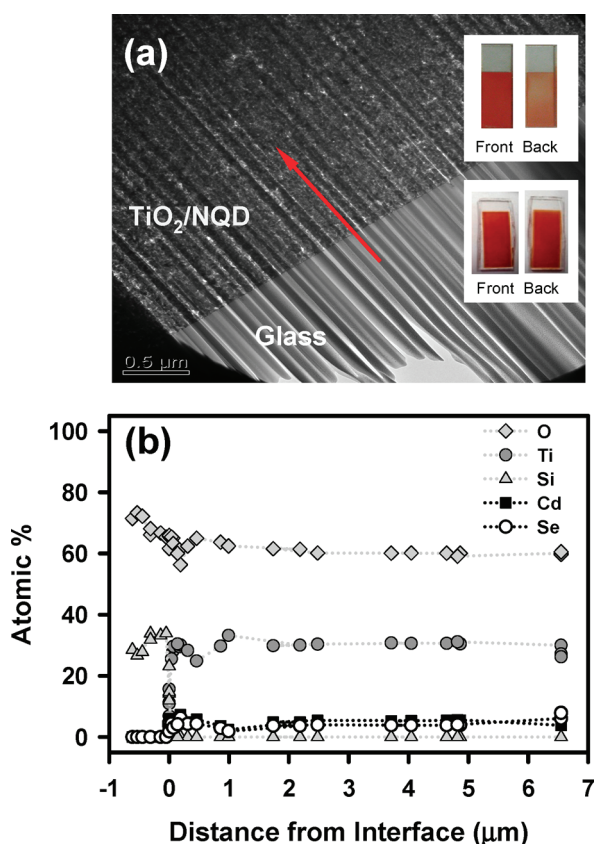 (a)
Front Back
Front Back
TiO₂/NQD
Glass
0.5 μm
(b)
O
Ti
Si
Cd
Se
100
80
60
40
20
0
Atomic %
-1 0 1 2 3 4 5 6 7
Distance from Interface (μm)